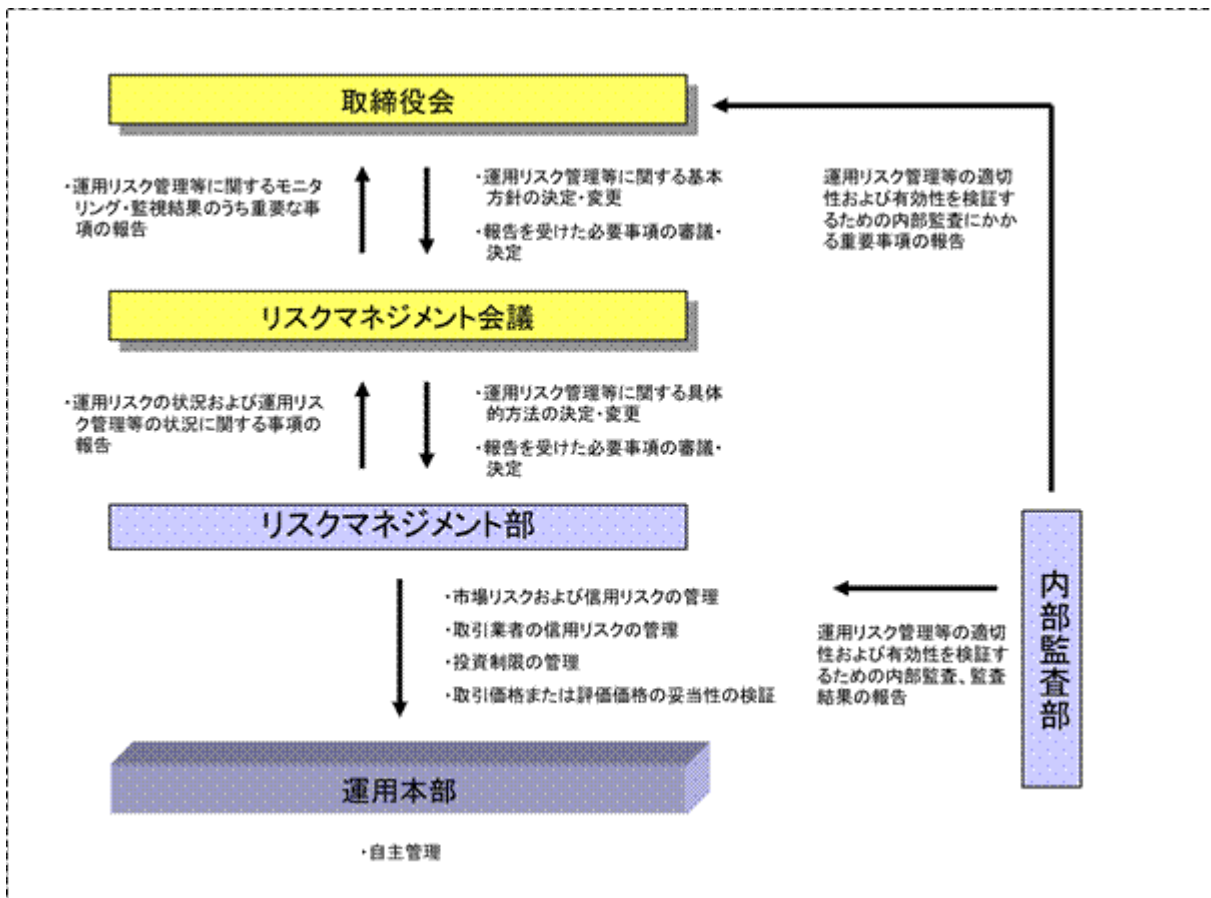 取締役会
・運用リスク管理等に関するモニ
タリング・監視結果のうち重要な事
項の報告
・運用リスク管理等に関する基本
方針の決定・変更
・報告を受けた必要事項の審議・
決定
運用リスク管理等の適切
性および有効性を検証す
るための内部監査にかか
る重要事項の報告
リスクマネジメント会議
・運用リスクの状況および運用リス
ク管理等の状況に関する事項の
報告
・運用リスク管理等に関する具体
的方法の決定・変更
・報告を受けた必要事項の審議・
決定
リスクマネジメント部
・市場リスクおよび信用リスクの管理
・取引業者の信用リスクの管理
・投資制限の管理
・取引価格または評価価格の妥当性の検証
運用リスク管理等の適切
性および有効性を検証す
るための内部監査、監査
結果の報告
内部監査部
運用本部
・自主管理